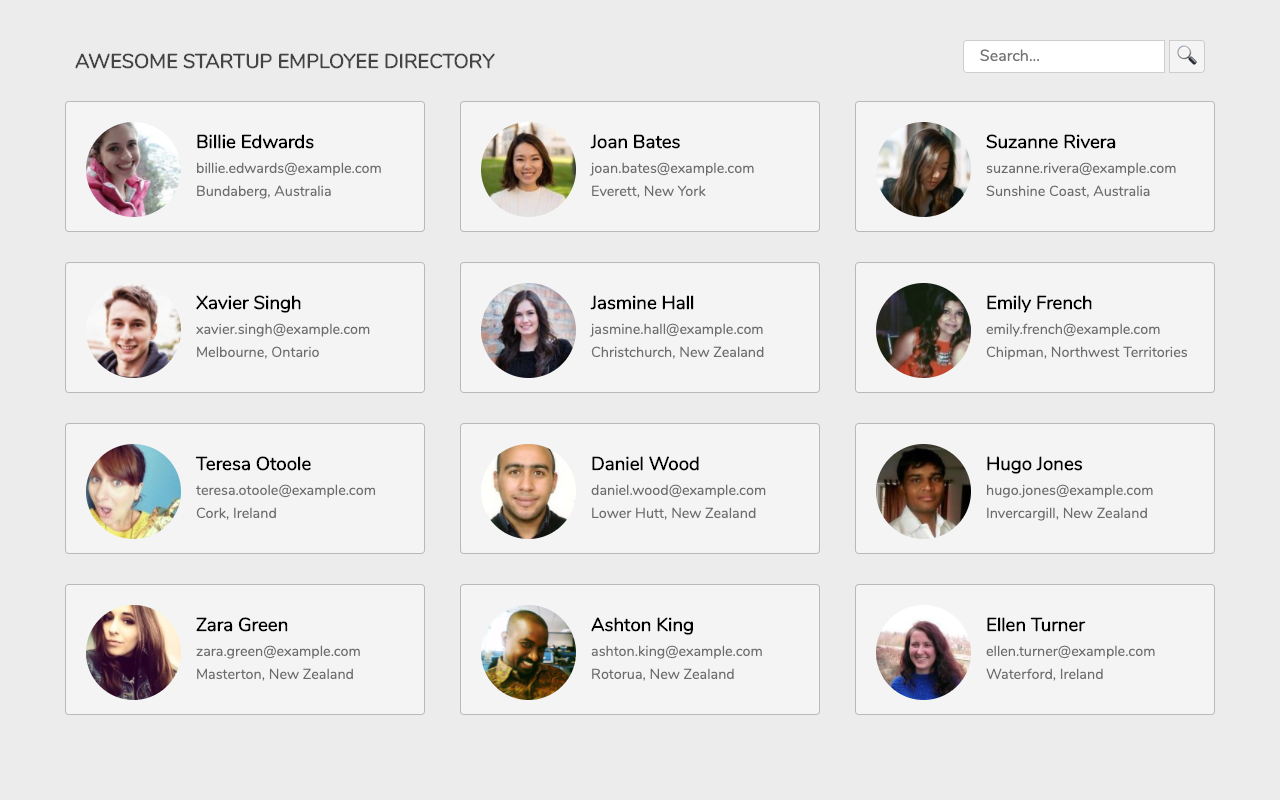 AWESOME STARTUP EMPLOYEE DIRECTORY
Search...
Billie Edwards
billie.edwards@example.com
Bundaberg, Australia
Joan Bates
joan.bates@example.com
Everett, New York
Suzanne Rivera
suzanne.rivera@example.com
Sunshine Coast, Australia
Xavier Singh
xavier.singh@example.com
Melbourne, Ontario
Jasmine Hall
jasmine.hall@example.com
Christchurch, New Zealand
Emily French
emily.french@example.com
Chipman, Northwest Territories
Teresa Otoole
teresa.otoole@example.com
Cork, Ireland
Daniel Wood
daniel.wood@example.com
Lower Hutt, New Zealand
Hugo Jones
hugo.jones@example.com
Invercargill, New Zealand
Zara Green
zara.green@example.com
Masterton, New Zealand
Ashton King
ashton.king@example.com
Rotorua, New Zealand
Ellen Turner
ellen.turner@example.com
Waterford, Ireland